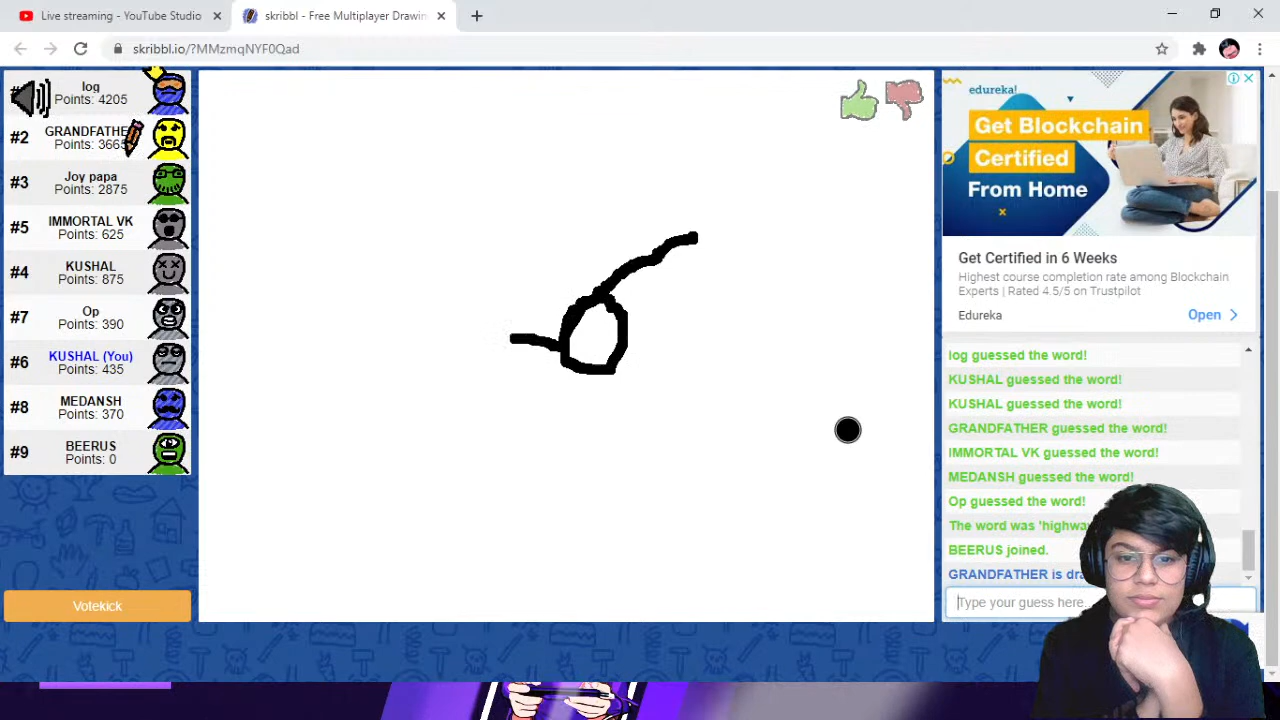 Live streaming - YouTube Studio
skribbl - Free Multiplayer Drawin
skribbl.io/?MMzmqNYF0Qad
log
Points: 4205
#2 GRANDFATHE
Points: 3665
#3 Joy papa
Points: 2875
#5 IMMORTAL VK
Points: 625
#4 KUSHAL
Points: 875
#7 Op
Points: 390
#6 KUSHAL (You)
Points: 435
#8 MEDANSH
Points: 370
#9 BEERUS
Points: 0
Votekick
edureka!
Get Blockchain
Certified
From Home
Get Certified in 6 Weeks
Highest course completion rate among Blockchain
Experts | Rated 4.5/5 on Trustpilot
Edureka
Open
log guessed the word!
KUSHAL guessed the word!
KUSHAL guessed the word!
GRANDFATHER guessed the word!
IMMORTAL VK guessed the word!
MEDANSH guessed the word!
Op guessed the word!
The word was 'highwa
BEERUS joined.
GRANDFATHER is dra
Type your guess here..